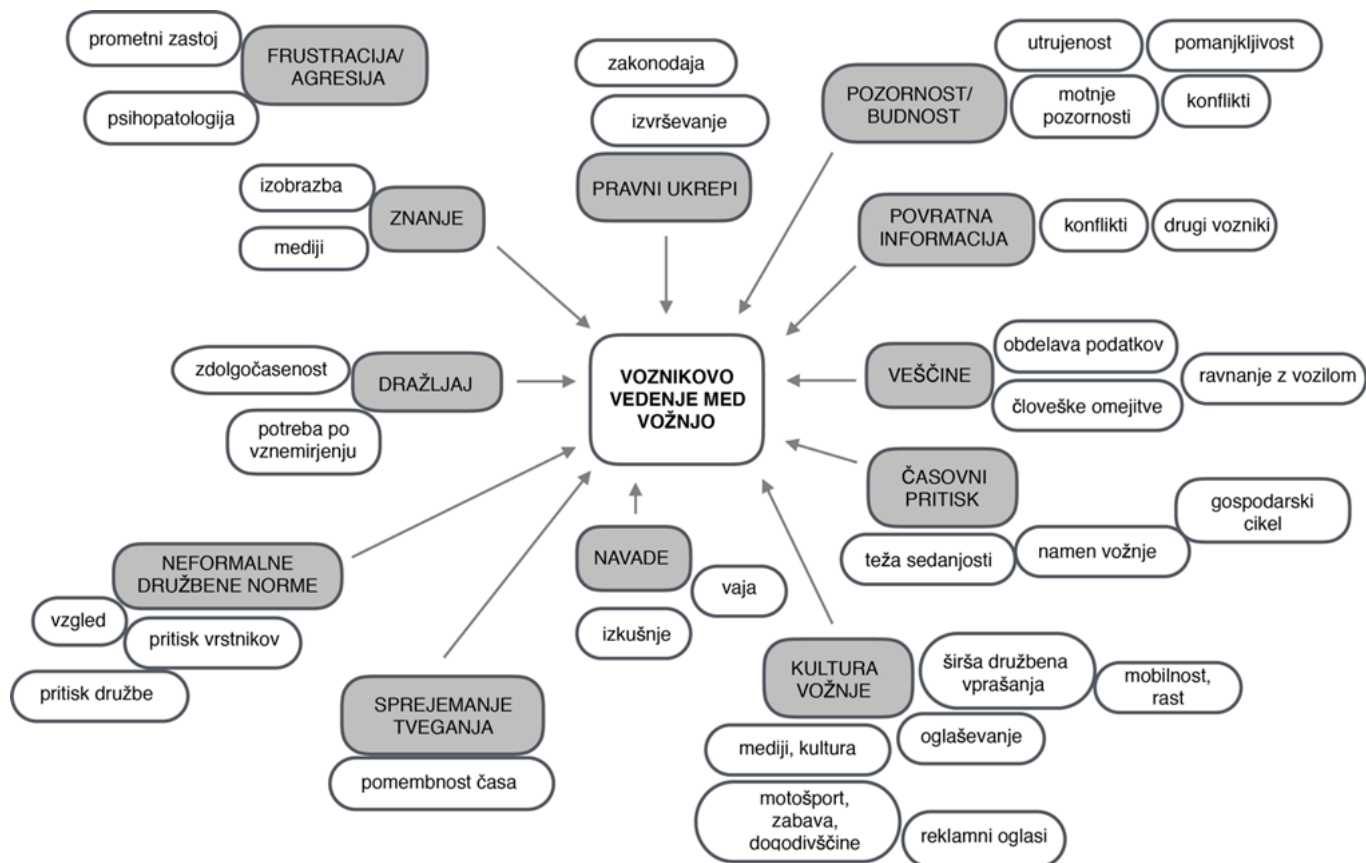 prometni zastoj
FRUSTRACIJA/
AGRESIJA
psihopatologija
zakonodaja
izvrševanje
PRAVNI UKREPI
utrujenost
pomanjkljivost
POZORNOST/
BUDNOST
motnje
pozornosti
konflikti
izobrazba
ZNANJE
mediji
POVRATNA
INFORMACIJA
konflikti
drugi vozniki
zdolgočasenost
DRAŽLJAJ
potreba po
vznemirjenju
VOZNIKOVO
VEDENJE MED
VOŽNJO
VEŠČINE
obdelava podatkov
človeške omejitve
ravnanje z vozilom
ČASOVNI
PRITISK
teža sedanjosti
namen vožnje
gospodarski
cikel
NEFORMALNE
DRUŽBENE NORME
vzgled
pritisk vrstnikov
pritisk družbe
NAVADE
vaja
izkušnje
SPREJEMANJE
TVEGANJA
pomembnost časa
KULTURA
VOŽNJE
širša družbena
vprašanja
mobilnost,
rast
mediji, kultura
oglaševanje
motošport,
zabava,
dogodivščine
reklamni oglasi